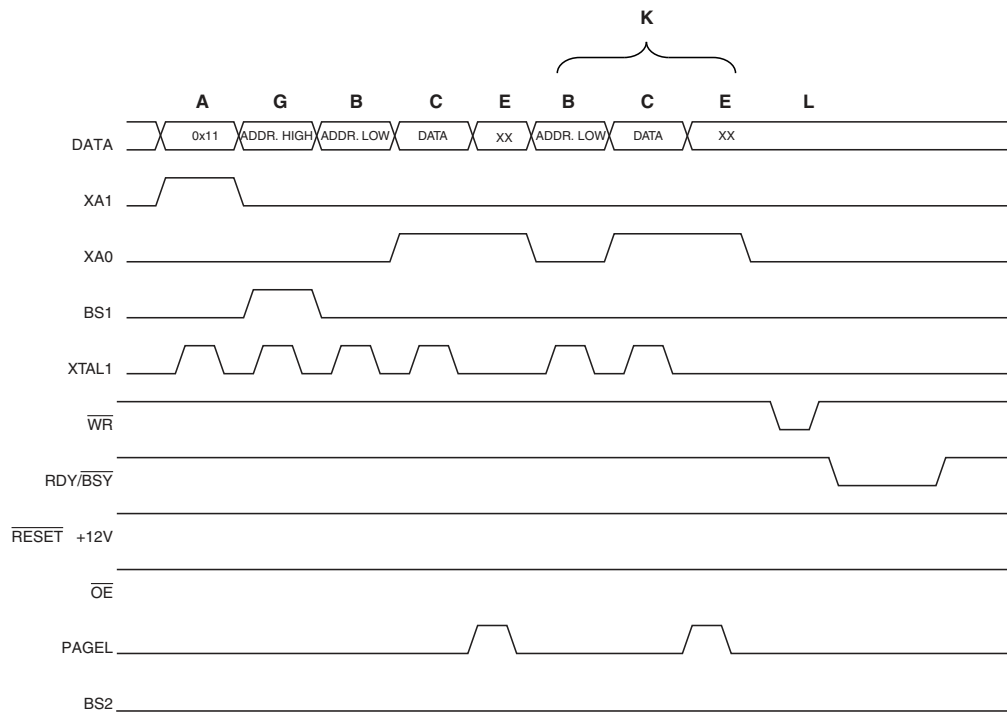 K
A G B C E B C E L
DATA 0x11 ADDR. HIGH ADDR. LOW DATA XX ADDR. LOW DATA XX
XA1
XA0
BS1
XTAL1
WR
RDY/BSY
RESET +12V
OE
PAGEL
BS2